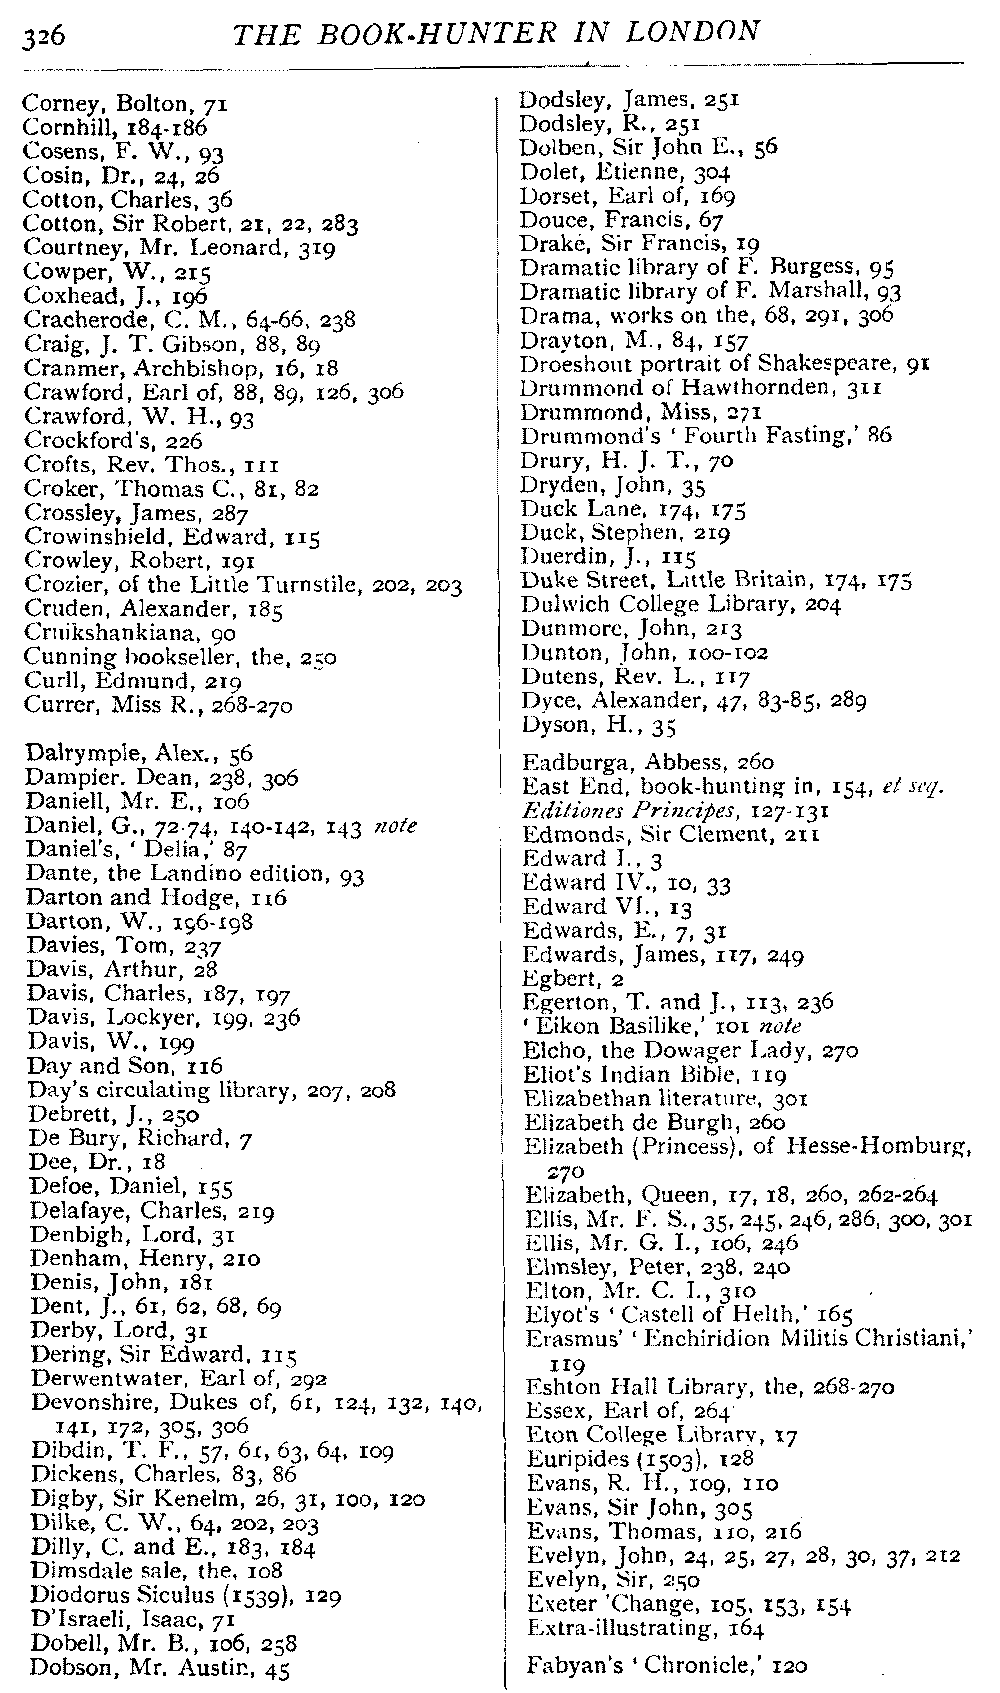 326 THE BOOK-HUNTER IN LONDON
Corney, Bolton, 71
Cornhill, 184-186
Cosens, F. W., 93
Cosin, Dr., 24, 26
Cotton, Charles, 36
Cotton, Sir Robert, 21, 22, 283
Courtney, Mr. Leonard, 319
Cowper, W., 215
Coxhead, J., 196
Cracherode, C. M., 64-66, 238
Craig, J. T. Gibson, 88, 89
Cranmer, Archbishop, 16, 18
Crawford, Earl of, 88, 89, 126, 306
Crawford, W. H., 93
Crockford's, 226
Crofts, Rev. Thos., 111
Croker, Thomas C., 81, 82
Crossley, James, 287
Crowinshield, Edward, 115
Crowley, Robert, 191
Crozier, of the Little Turnstile, 202, 203
Cruden, Alexander, 185
Cruikshankiana, 90
Cunning bookseller, the, 250
Curll, Edmund, 219
Currer, Miss R., 268-270
Dalrymple, Alex., 56
Dampier. Dean, 238, 306
Daniell, Mr. E., 106
Daniel, G., 72-74, 140-142, 143 note
Daniel's, ' Delia,' 87
Dante, the Landino edition, 93
Darton and Hodge, 116
Darton, W., 196-198
Davies, Tom, 237
Davis, Arthur, 28
Davis, Charles, 187, 197
Davis, Lockyer, 199, 236
Davis, W., 199
Day and Son, 116
Day's circulating library, 207, 208
Debrett, J., 250
De Bury, Richard, 7
Dee, Dr., 18
Defoe, Daniel, 155
Delafaye, Charles, 219
Denbigh, Lord, 31
Denham, Henry, 210
Denis, John, 181
Dent, J., 61, 62, 68, 69
Derby, Lord, 31
Dering, Sir Edward, 115
Derwentwater, Earl of, 292
Devonshire, Dukes of, 61, 124, 132, 140,
141, 172, 305, 306
Dibdin, T. F., 57, 61, 63, 64, 109
Dickens, Charles, 83, 86
Digby, Sir Kenelm, 26, 31, 100, 120
Dilke, C. W., 64, 202, 203
Dilly, C. and E., 183, 184
Dimsdale sale, the, 108
Diodorus Siculus (1539), 129
D'Israeli, Isaac, 71
Dobell, Mr. B., 106, 258
Dobson, Mr. Austin, 45
Dodsley, James, 251
Dodsley, R., 251
Dolben, Sir John E., 56
Dolet, Etienne, 304
Dorset, Earl of, 169
Douce, Francis, 67
Drake, Sir Francis, 19
Dramatic library of F. Burgess, 95
Dramatic library of F. Marshall, 93
Drama, works on the, 68, 291, 306
Drayton, M., 84, 157
Droeshout portrait of Shakespeare, 91
Drummond of Hawthornden, 311
Drummond, Miss, 271
Drummond's ' Fourth Fasting,' 86
Drury, H. J. T., 70
Dryden, John, 35
Duck Lane, 174, 175
Duck, Stephen, 219
Duerdin, J., 115
Duke Street, Little Britain, 174, 175
Dulwich College Library, 204
Dunmore, John, 213
Dunton, John, 100-102
Dutens, Rev. L., 117
Dyce, Alexander, 47, 83-85, 289
Dyson, H., 35
Eadburga, Abbess, 260
East End, book-hunting in, 154, et seq.
Editiones Principes, 127-131
Edmonds, Sir Clement, 211
Edward I., 3
Edward IV., 10, 33
Edward VI., 13
Edwards, E., 7, 31
Edwards, James, 117, 249
Egbert, 2
Egerton, T. and J., 113, 236
' Eikon Basilike,' 101 note
Elcho, the Dowager Lady, 270
Eliot's Indian Bible, 119
Elizabethan literature, 301
Elizabeth de Burgh, 260
Elizabeth (Princess), of Hesse-Homburg,
270
Elizabeth, Queen, 17, 18, 260, 262-264
Ellis, Mr. F. S., 35, 245, 246, 286, 300, 301
Ellis, Mr. G. I., 106, 246
Elmsley, Peter, 238, 240
Elton, Mr. C. I., 310
Elyot's ' Castell of Helth,' 165
Erasmus' ' Enchiridion Militis Christiani,'
119
Eshton Hall Library, the, 268-270
Essex, Earl of, 264
Eton College Library, 17
Euripides (1503), 128
Evans, R. H., 109, 110
Evans, Sir John, 305
Evans, Thomas, 110, 216
Evelyn, John, 24, 25, 27, 28, 30, 37, 212
Evelyn, Sir, 250
Exeter 'Change, 105, 153, 154
Extra-illustrating, 164
Fabyan's ' Chronicle,' 120